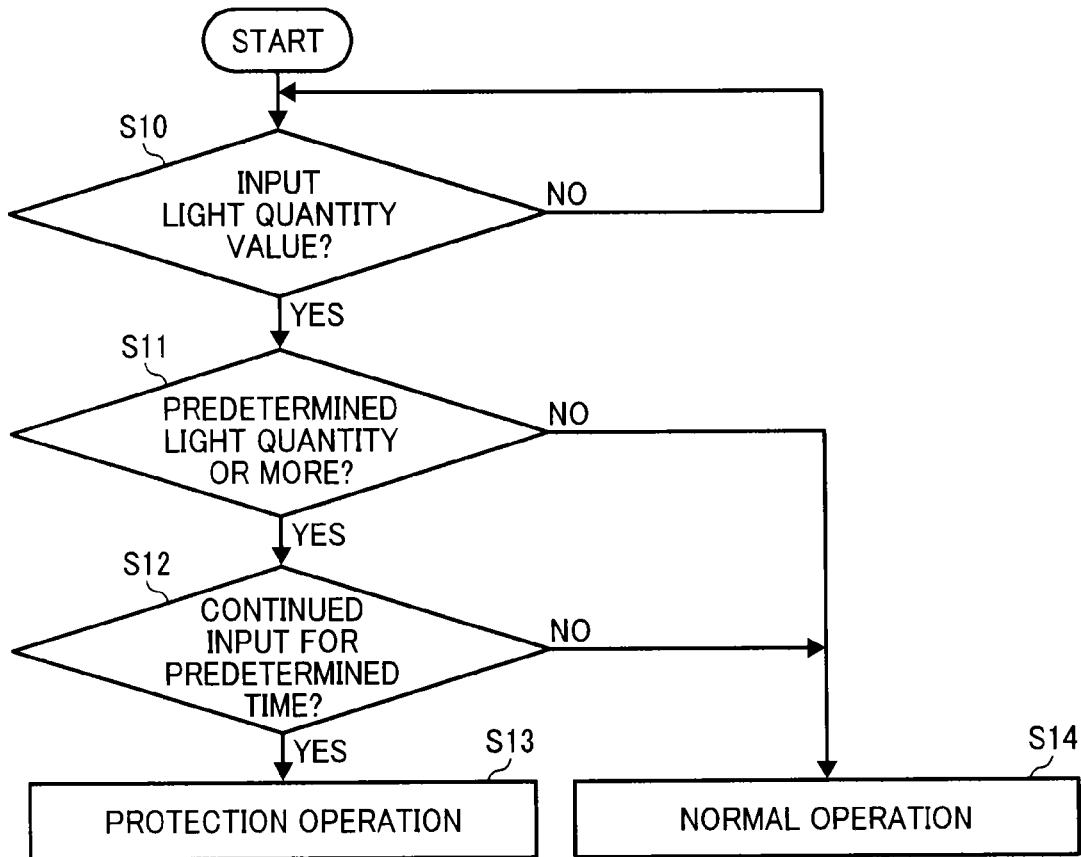 START
S10
INPUT
LIGHT QUANTITY
VALUE?
NO
YES
S11
PREDETERMINED
LIGHT QUANTITY
OR MORE?
NO
YES
S12
CONTINUED
INPUT FOR
PREDETERMINED
TIME?
NO
YES
S13
PROTECTION OPERATION
S14
NORMAL OPERATION